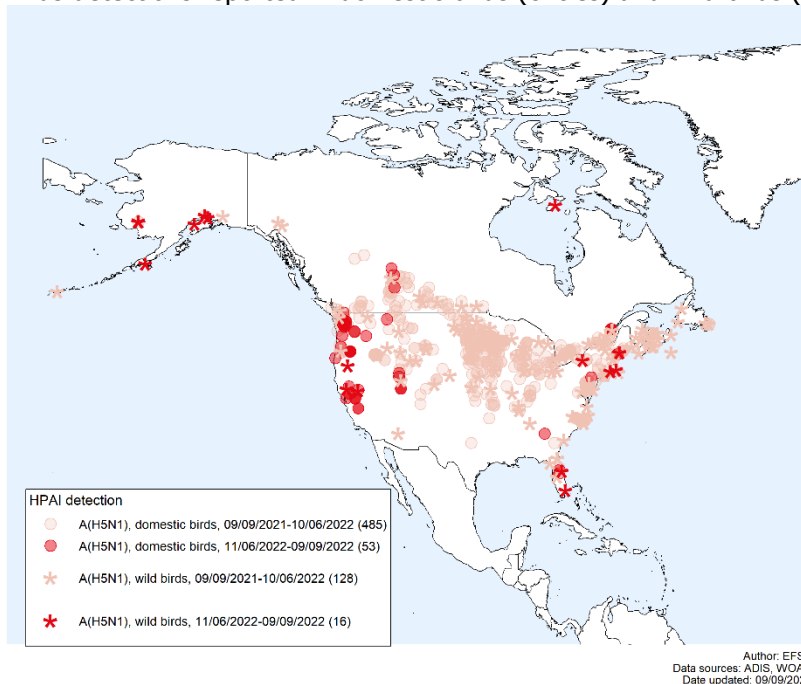 HPAI detection
A(H5N1), domestic birds, 09/09/2021-10/06/2022 (485)
A(H5N1), domestic birds, 11/06/2022-09/09/2022 (53)
A(H5N1), wild birds, 09/09/2021-10/06/2022 (128)
A(H5N1), wild birds, 11/06/2022-09/09/2022 (16)
Author: EFS
Data sources: ADIS, WOA
Date updated: 09/09/202